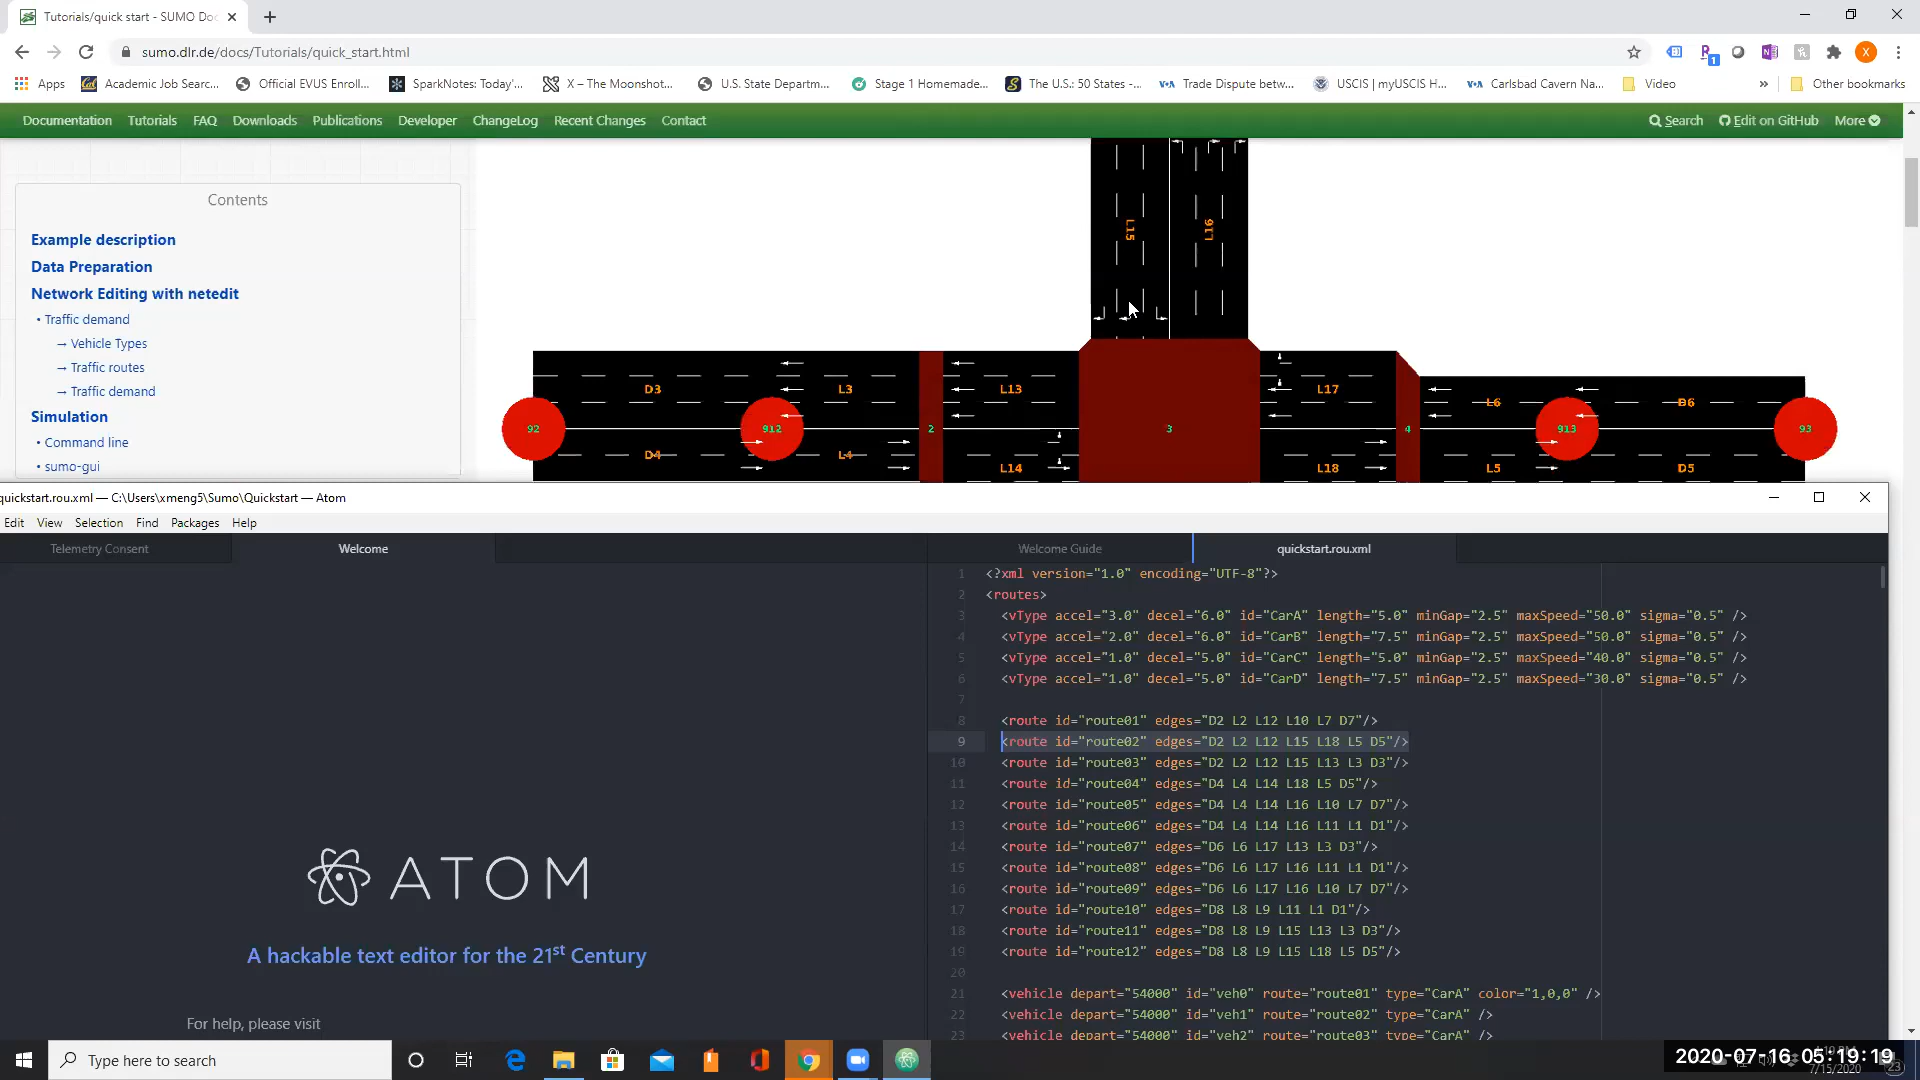 Tutorials/quick start - SUMO Doc
sumo.dlr.de/docs/Tutorials/quick_start.html
Apps
Academic Job Searc...
Official EVUS Enroll...
SparkNotes: Today'...
X – The Moonshot...
U.S. State Departm...
Stage 1 Homemade...
The U.S.: 50 States -...
Trade Dispute betw...
USCIS | myUSCIS H...
Carlsbad Cavern Na...
Video
»
Other bookmarks
Documentation Tutorials FAQ Downloads Publications Developer ChangeLog Recent Changes Contact
Search Edit on GitHub More
Contents
Example description
Data Preparation
Network Editing with netedit
• Traffic demand
→ Vehicle Types
→ Traffic routes
→ Traffic demand
Simulation
• Command line
• sumo-gui
L15 L16
D3 L3 L13 L17 L6 D6
92 912 2 3 4 913 93
D4 L4 L14 L18 L5 D5
quickstart.rou.xml — C:\Users\xmeng5\Sumo\Quickstart — Atom
Edit View Selection Find Packages Help
Telemetry Consent Welcome Welcome Guide quickstart.rou.xml
1 <?xml version="1.0" encoding="UTF-8"?>
2 <routes>
3 <vType accel="3.0" decel="6.0" id="CarA" length="5.0" minGap="2.5" maxSpeed="50.0" sigma="0.5" />
4 <vType accel="2.0" decel="6.0" id="CarB" length="7.5" minGap="2.5" maxSpeed="50.0" sigma="0.5" />
5 <vType accel="1.0" decel="5.0" id="CarC" length="5.0" minGap="2.5" maxSpeed="40.0" sigma="0.5" />
6 <vType accel="1.0" decel="5.0" id="CarD" length="7.5" minGap="2.5" maxSpeed="30.0" sigma="0.5" />
7
8 <route id="route01" edges="D2 L2 L12 L10 L7 D7"/>
9 <route id="route02" edges="D2 L2 L12 L15 L18 L5 D5"/>
10 <route id="route03" edges="D2 L2 L12 L15 L13 L3 D3"/>
11 <route id="route04" edges="D4 L4 L14 L18 L5 D5"/>
12 <route id="route05" edges="D4 L4 L14 L16 L10 L7 D7"/>
13 <route id="route06" edges="D4 L4 L14 L16 L11 L1 D1"/>
14 <route id="route07" edges="D6 L6 L17 L13 L3 D3"/>
15 <route id="route08" edges="D6 L6 L17 L16 L11 L1 D1"/>
16 <route id="route09" edges="D6 L6 L17 L16 L10 L7 D7"/>
17 <route id="route10" edges="D8 L8 L9 L11 L1 D1"/>
18 <route id="route11" edges="D8 L8 L9 L15 L13 L3 D3"/>
19 <route id="route12" edges="D8 L8 L9 L15 L18 L5 D5"/>
20
21 <vehicle depart="54000" id="veh0" route="route01" type="CarA" color="1,0,0" />
22 <vehicle depart="54000" id="veh1" route="route02" type="CarA" />
23 <vehicle depart="54000" id="veh2" route="route03" type="CarA" />
ATOM
A hackable text editor for the 21st Century
For help, please visit
Type here to search
2020-07-16 05:19:19
7/15/2020
23